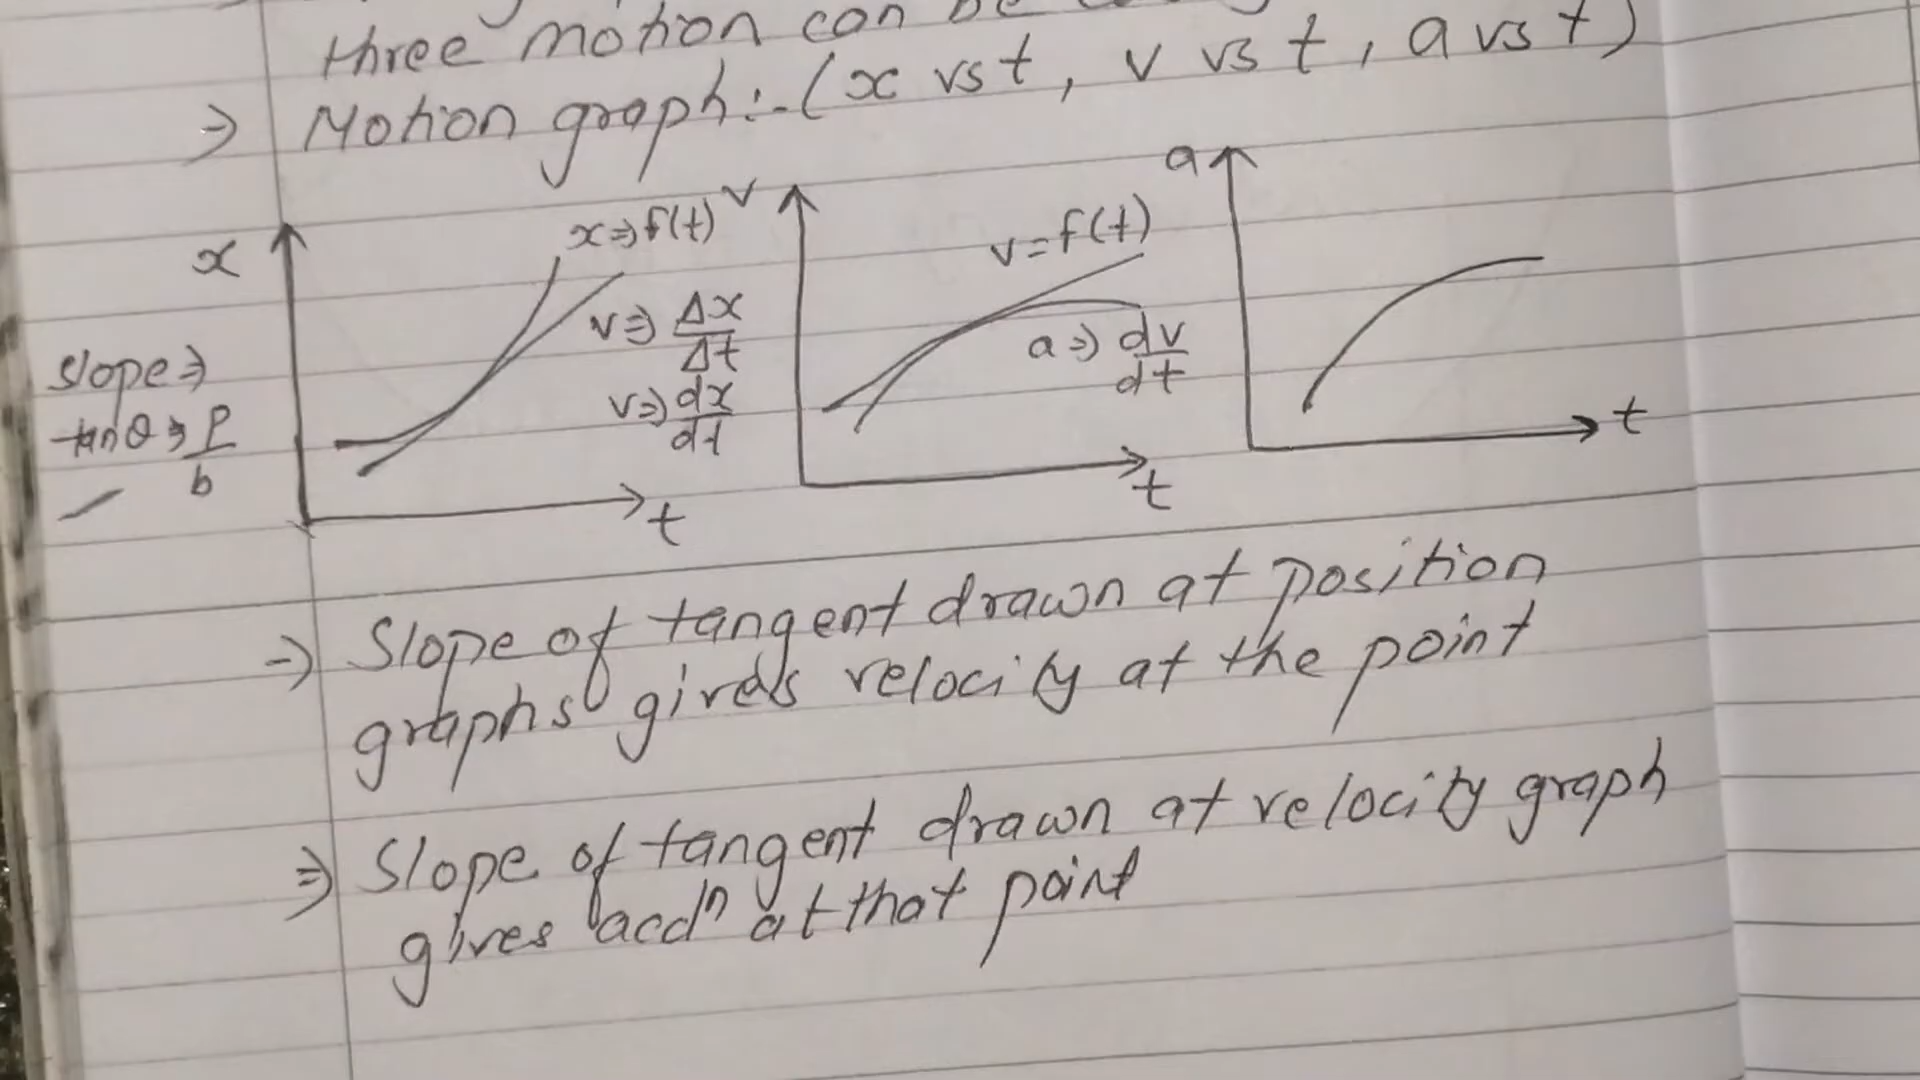 three motion can be
⇒ Motion graph:-(x vs t, v vs t, a vs t)
x
x⇒f(t)
v⇒ Δx/Δt
v⇒ dx/dt
t
slope⇒
tanθ⇒ P/b
v
v=f(t)
a⇒ dv/dt
t
a
t
⇒ Slope of tangent drawn at position
graphs gives velocity at the point
⇒ Slope of tangent drawn at velocity graph
gives accⁿ at that point